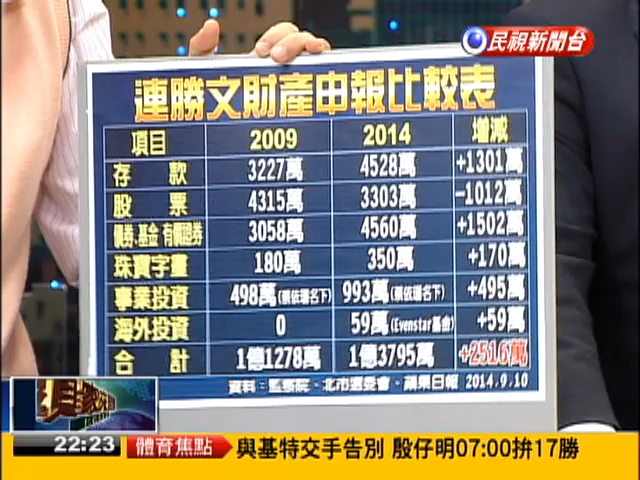 民視新聞台
連勝文財產申報比較表
項目 2009 2014 增減
存款 3227萬 4528萬 +1301萬
股票 4315萬 3303萬 -1012萬
債券、基金 有價證券 3058萬 4560萬 +1502萬
珠寶字畫 180萬 350萬 +170萬
事業投資 498萬(蔡依珊名下) 993萬(蔡依珊名下) +495萬
海外投資 0 59萬(Evenstar基金) +59萬
合計 1億1278萬 1億3795萬 +2516萬
資料：監察院、北市選委會、蘋果日報 2014.9.10
22:23 體育焦點 與基特交手告別 殷仔明07:00拚17勝